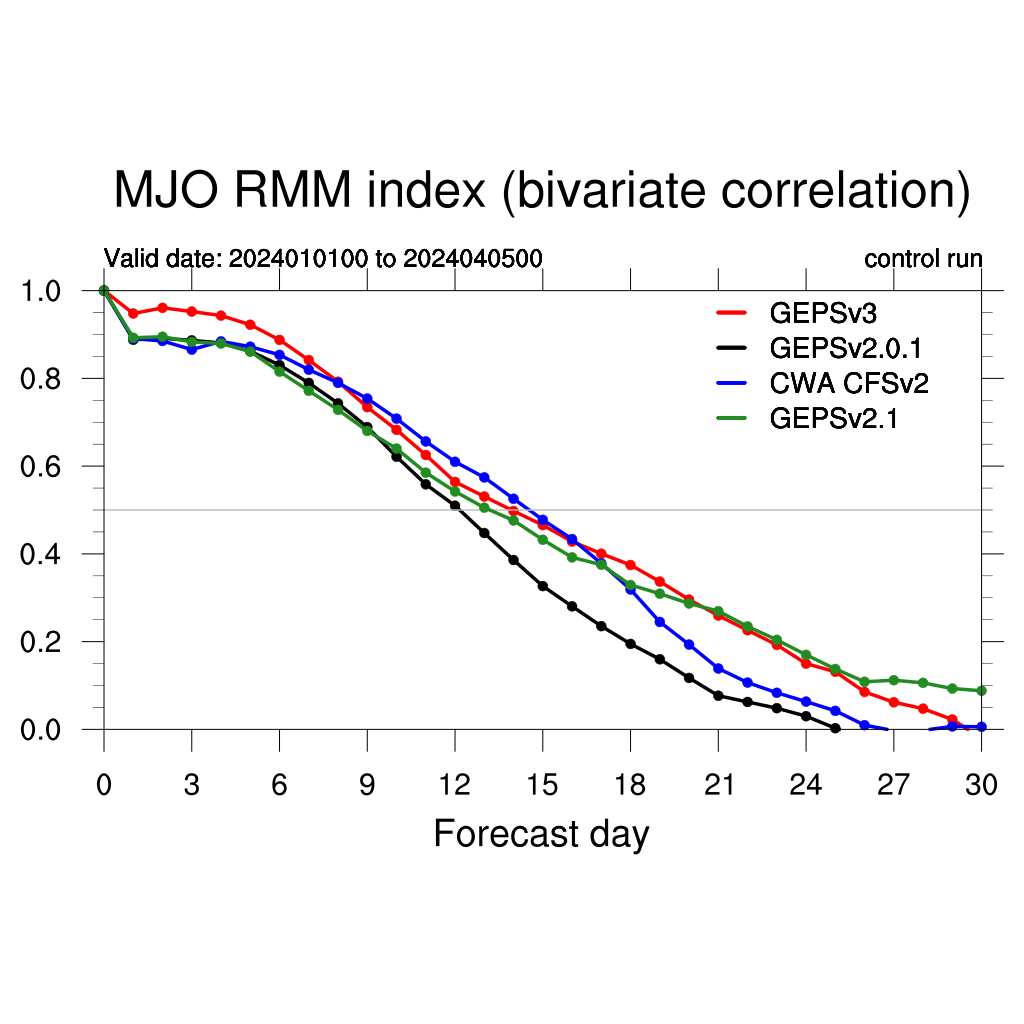 MJO RMM index (bivariate correlation)
Valid date: 2024010100 to 2024040500 control run
1.0
0.8
0.6
0.4
0.2
0.0
GEPSv3
GEPSv2.0.1
CWA CFSv2
GEPSv2.1
0 3 6 9 12 15 18 21 24 27 30
Forecast day